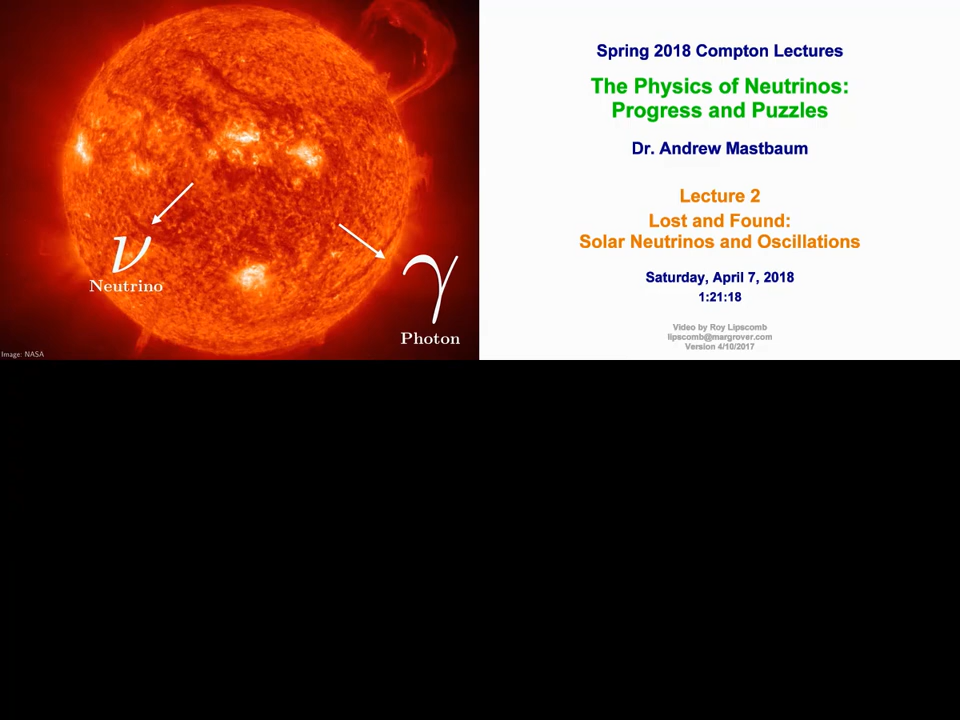 ν
Neutrino
γ
Photon
Image: NASA
Spring 2018 Compton Lectures
The Physics of Neutrinos:
Progress and Puzzles
Dr. Andrew Mastbaum
Lecture 2
Lost and Found:
Solar Neutrinos and Oscillations
Saturday, April 7, 2018
1:21:18
Video by Roy Lipscomb
lipscomb@margrover.com
Version 4/10/2017